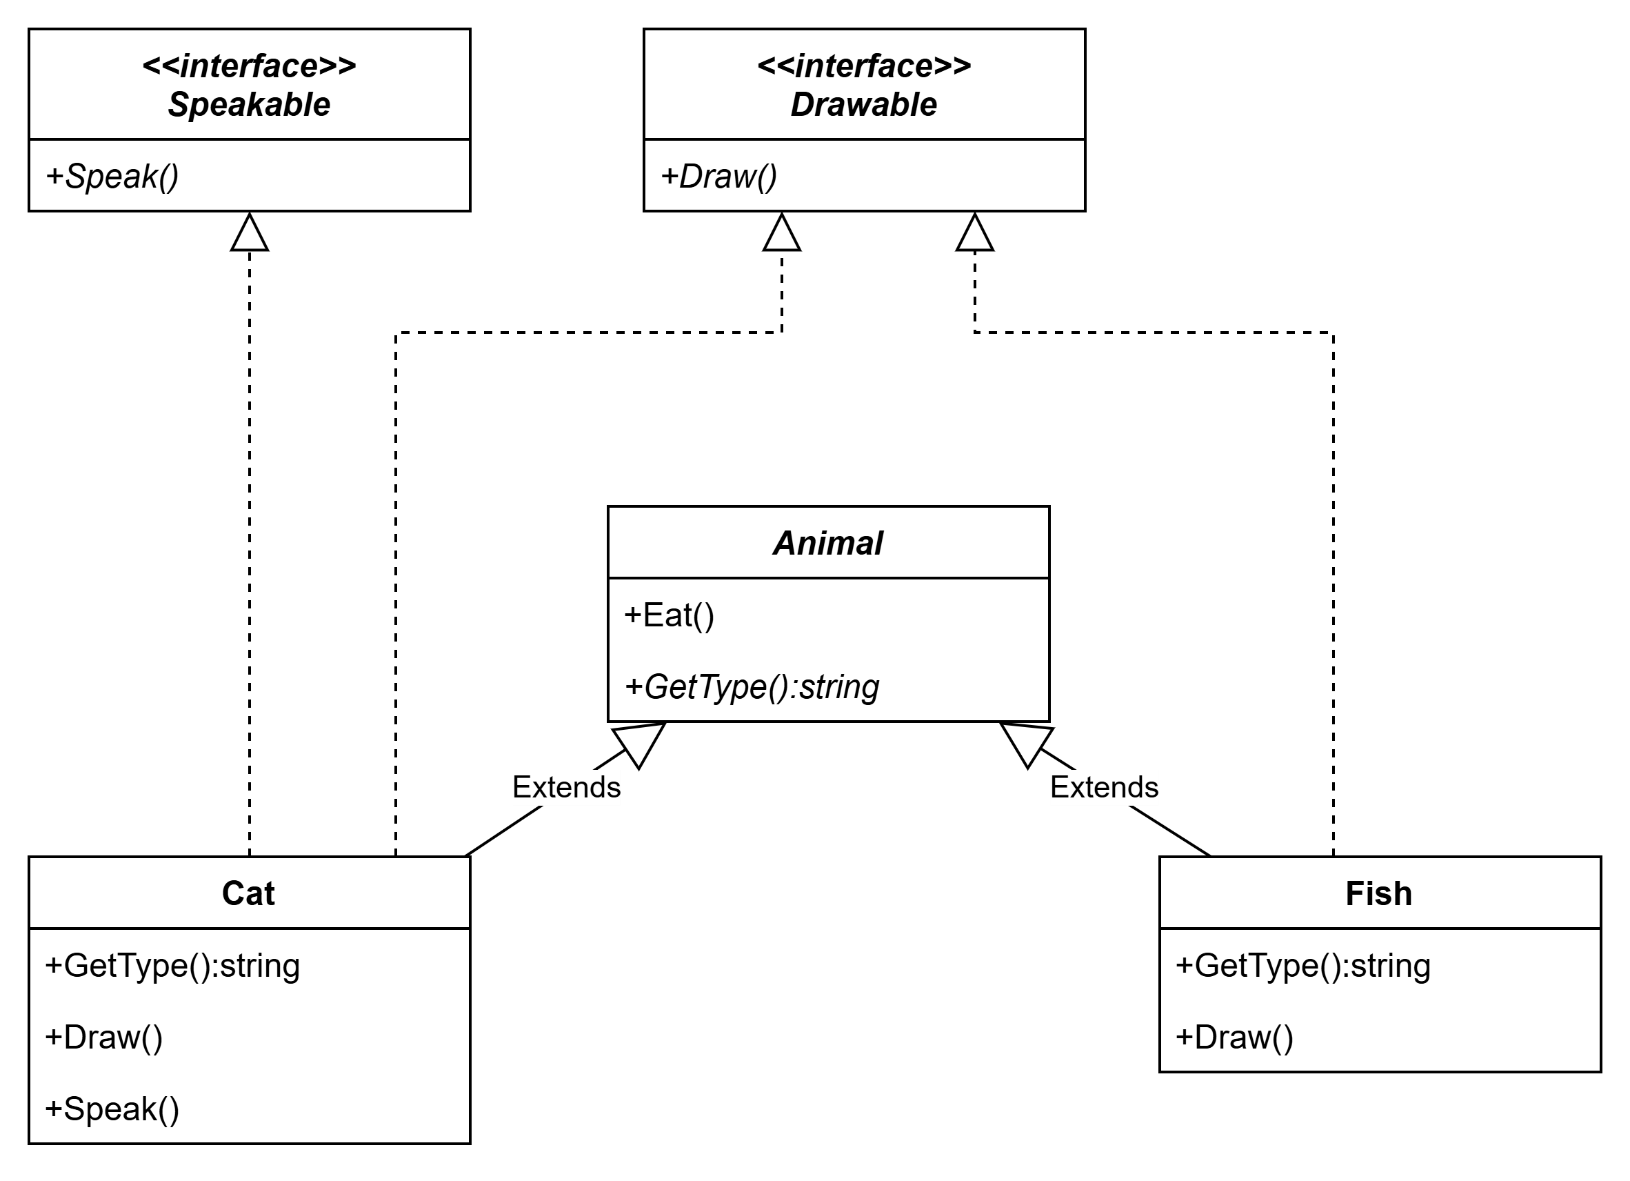 <<interface>>
Speakable
+Speak()
<<interface>>
Drawable
+Draw()
Animal
+Eat()
+GetType():string
Extends
Extends
Cat
+GetType():string
+Draw()
+Speak()
Fish
+GetType():string
+Draw()